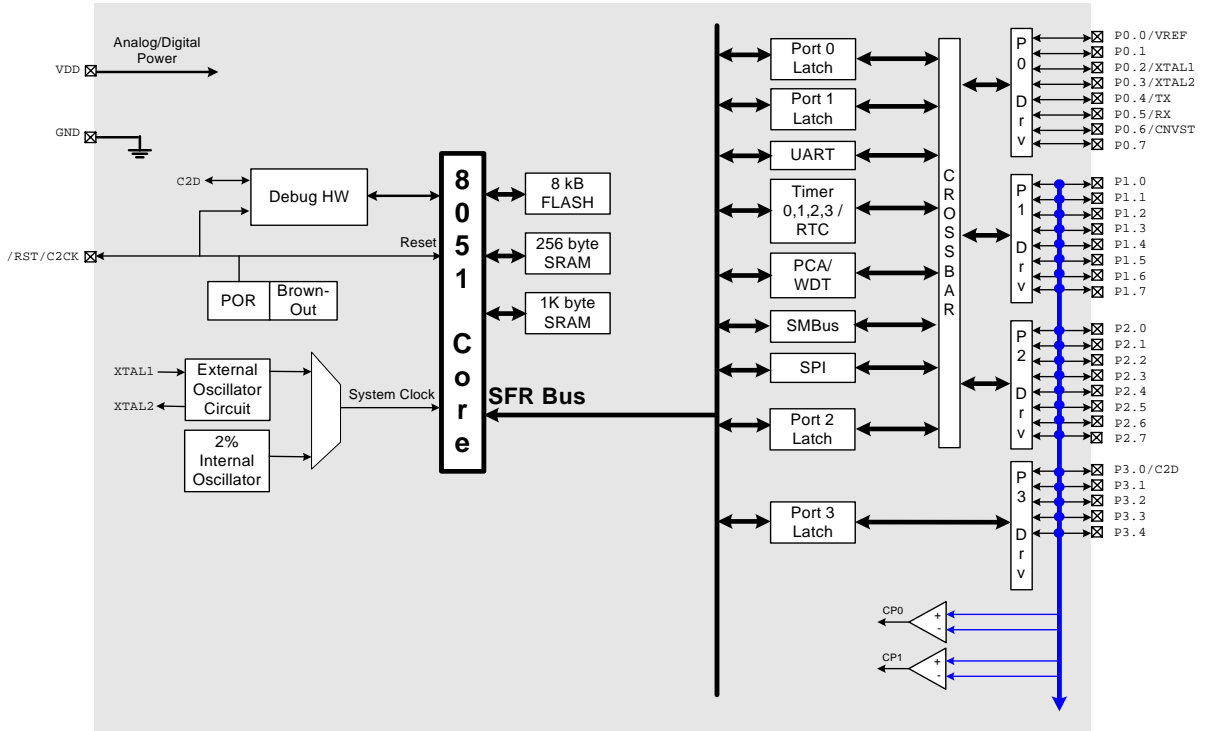 Analog/Digital
Power
VDD
GND
C2D
Debug HW
/RST/C2CK
Reset
POR
Brown-
Out
XTAL1
XTAL2
External
Oscillator
Circuit
2%
Internal
Oscillator
System Clock
8
0
5
1
C
o
r
e
8 kB
FLASH
256 byte
SRAM
1K byte
SRAM
SFR Bus
Port 0
Latch
Port 1
Latch
UART
Timer
0,1,2,3 /
RTC
PCA/
WDT
SMBus
SPI
Port 2
Latch
Port 3
Latch
C
R
O
S
S
B
A
R
P
0
D
r
v
P
1
D
r
v
P
2
D
r
v
P
3
D
r
v
P0.0/VREF
P0.1
P0.2/XTAL1
P0.3/XTAL2
P0.4/TX
P0.5/RX
P0.6/CNVST
P0.7
P1.0
P1.1
P1.2
P1.3
P1.4
P1.5
P1.6
P1.7
P2.0
P2.1
P2.2
P2.3
P2.4
P2.5
P2.6
P2.7
P3.0/C2D
P3.1
P3.2
P3.3
P3.4
CP0
+
-
CP1
+
-